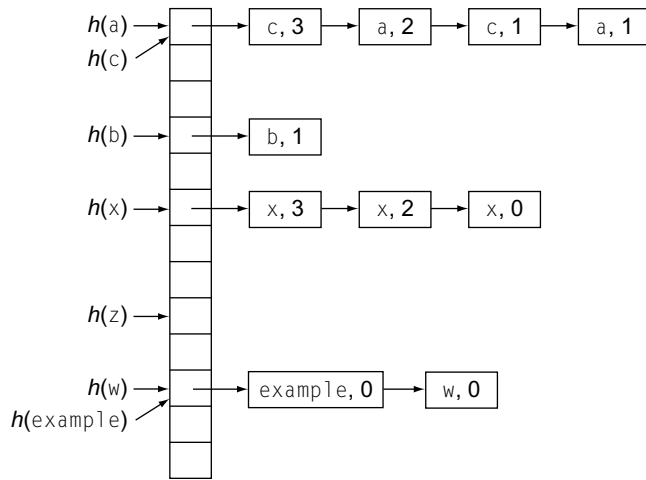 h(a) c, 3 a, 2 c, 1 a, 1
h(c)
h(b) b, 1
h(x) x, 3 x, 2 x, 0
h(z)
h(w) example, 0 w, 0
h(example)